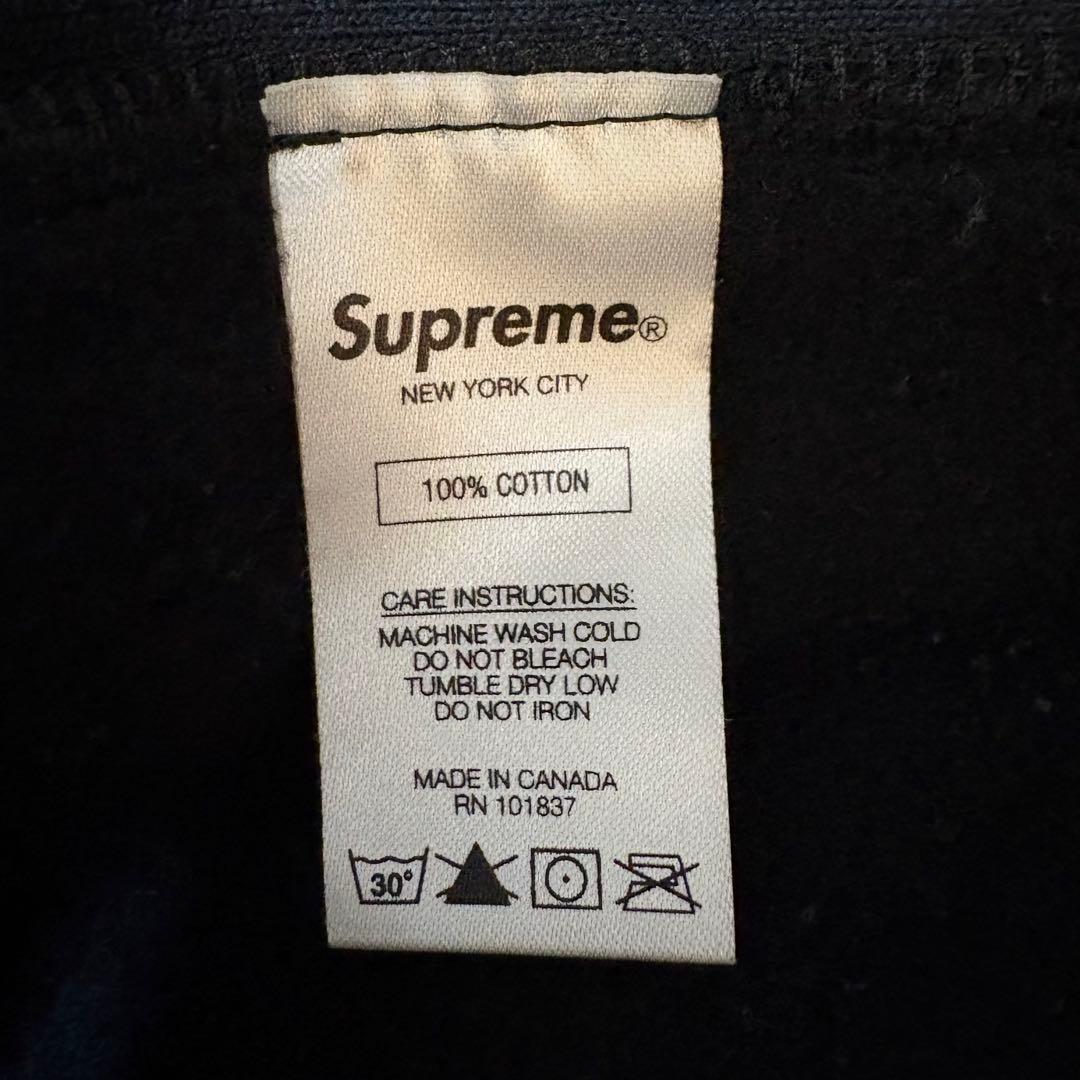 Supreme®
NEW YORK CITY
100% COTTON
CARE INSTRUCTIONS:
MACHINE WASH COLD
DO NOT BLEACH
TUMBLE DRY LOW
DO NOT IRON
MADE IN CANADA
RN 101837
30°